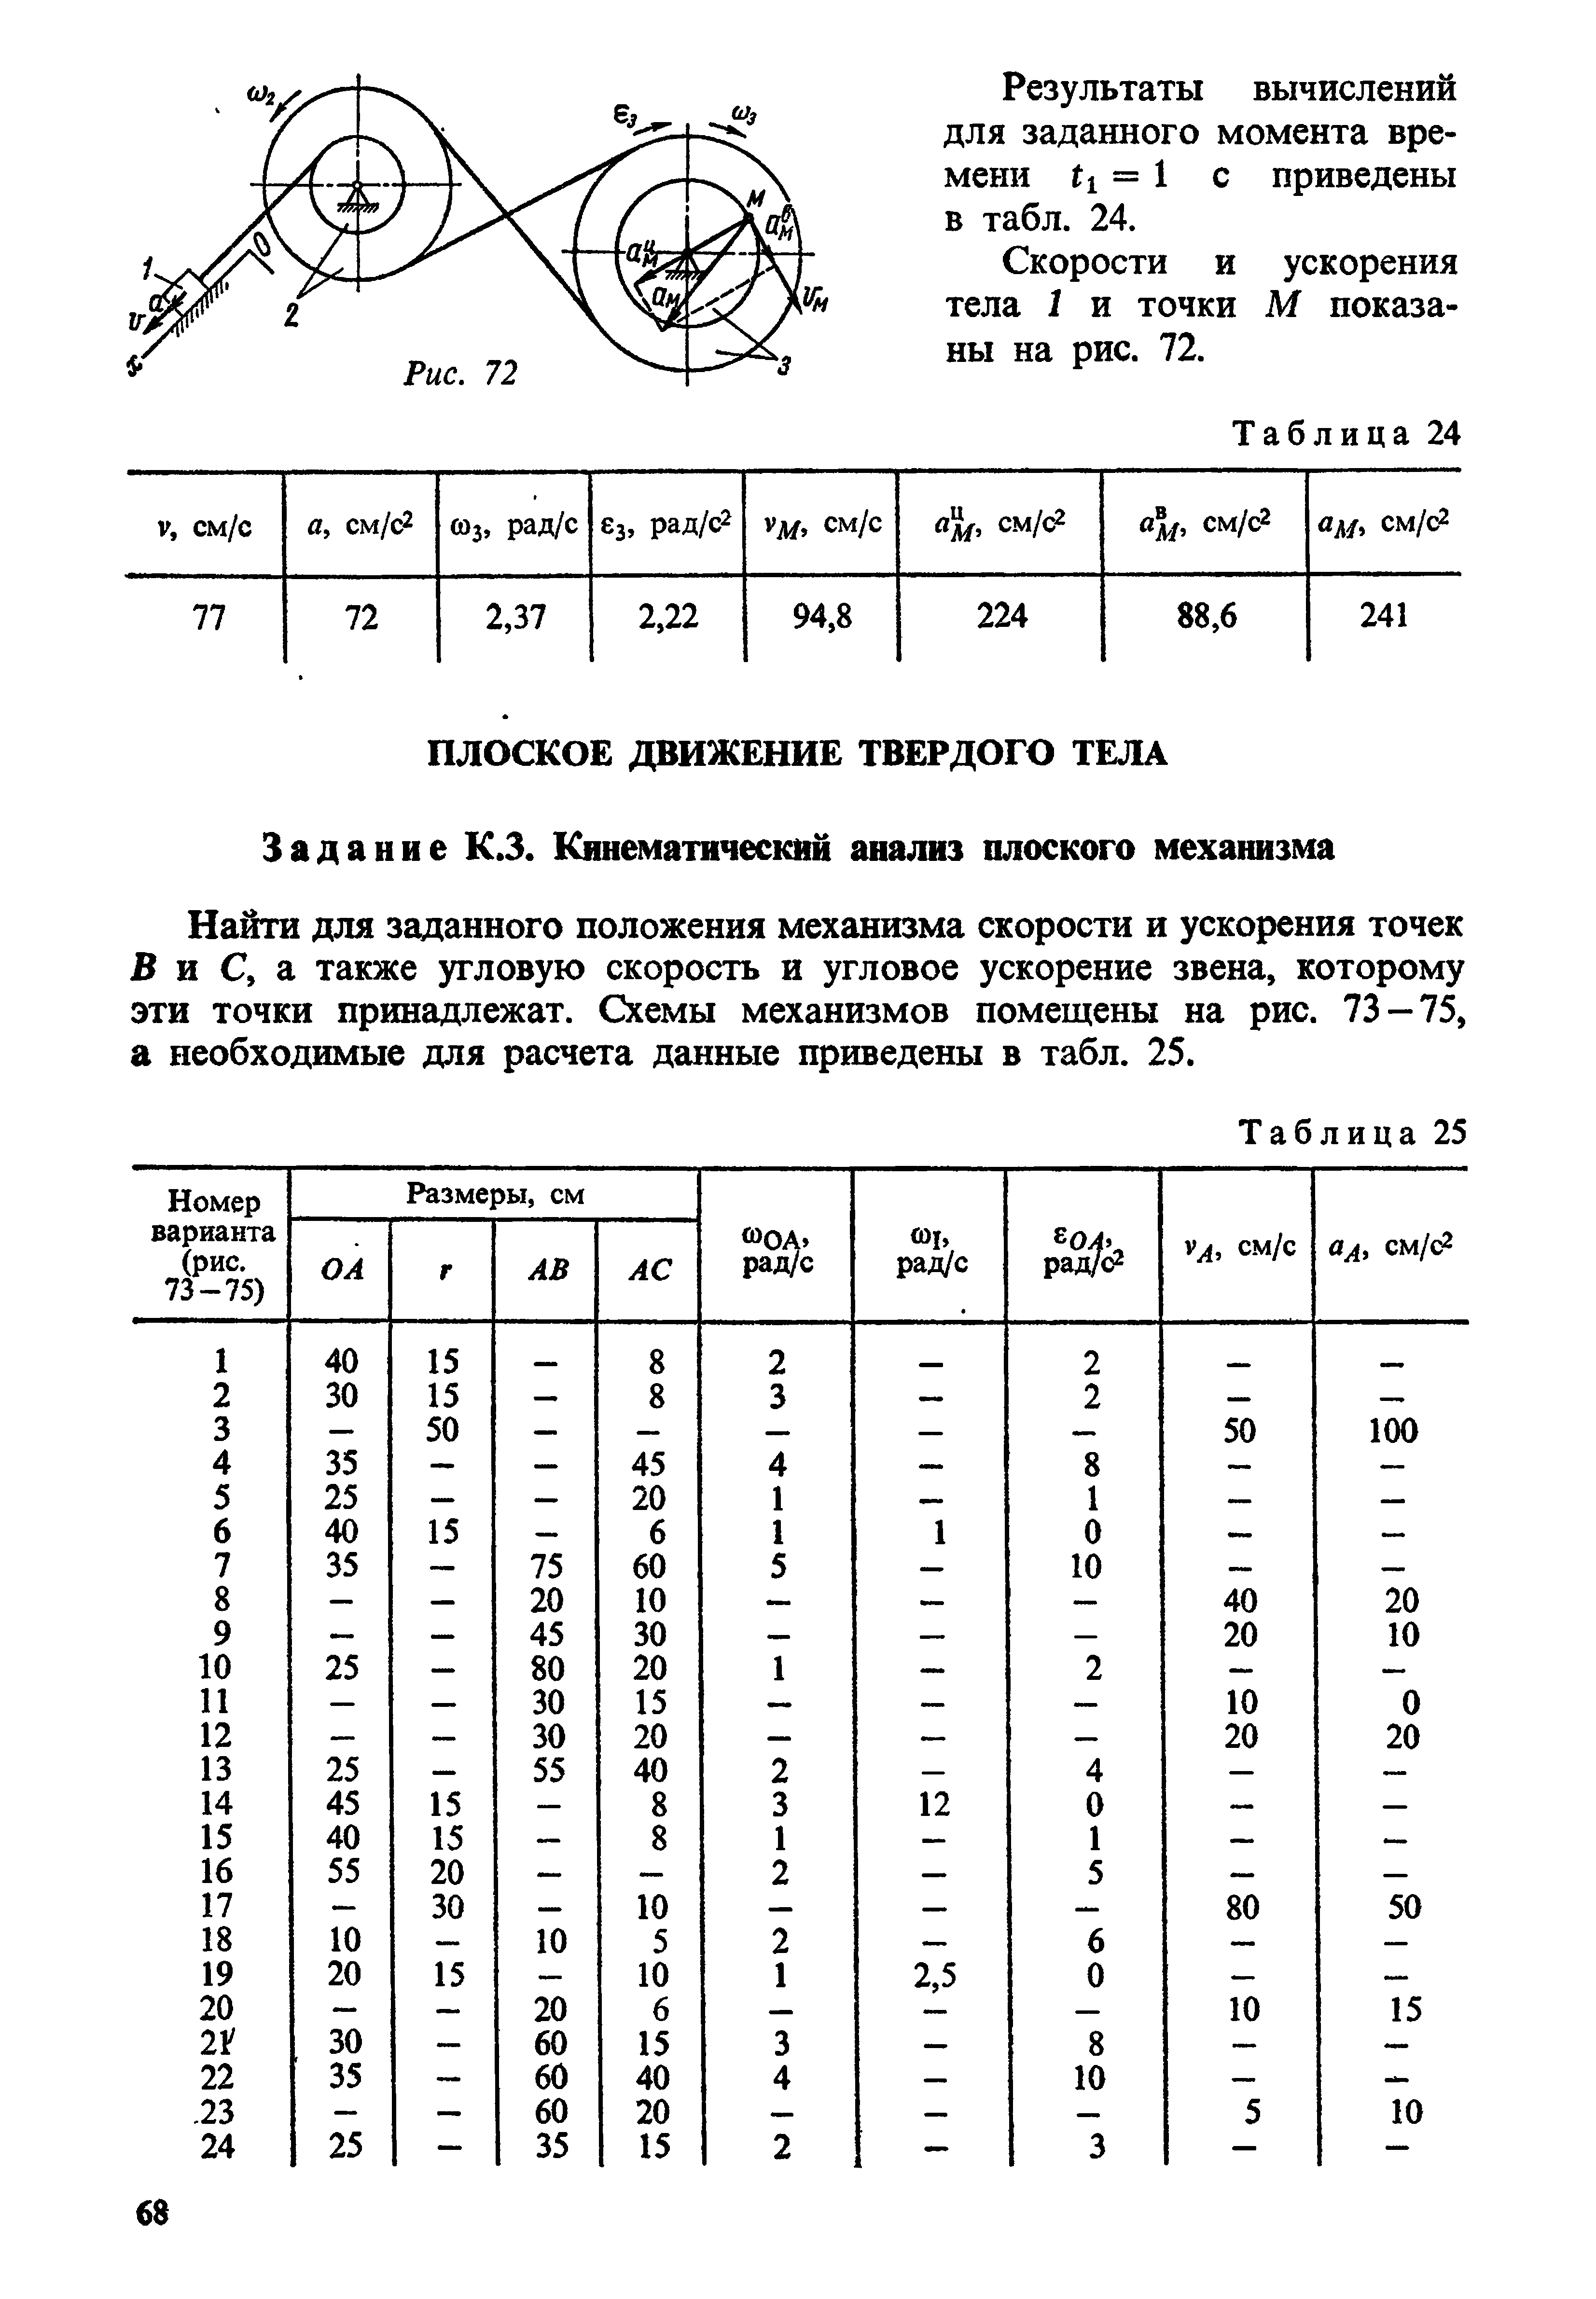 ω₂
ε₃
ω₃
M
aᵇ_M
aᶜ_M
a_M
v_M
1
a
v
x
O
2
3
Рис. 72
Результаты вычислений
для заданного момента вре-
мени t₁ = 1 с приведены
в табл. 24.
Скорости и ускорения
тела 1 и точки M показа-
ны на рис. 72.
Таблица 24
v, см/с a, см/с² ω₃, рад/с ε₃, рад/с² v_M, см/с aᶜ_M, см/с² aᵇ_M, см/с² a_M, см/с²
77 72 2,37 2,22 94,8 224 88,6 241
ПЛОСКОЕ ДВИЖЕНИЕ ТВЕРДОГО ТЕЛА
Задание К.3. Кинематический анализ плоского механизма
Найти для заданного положения механизма скорости и ускорения точек
B и C, а также угловую скорость и угловое ускорение звена, которому
эти точки принадлежат. Схемы механизмов помещены на рис. 73–75,
а необходимые для расчета данные приведены в табл. 25.
Таблица 25
Номер
варианта
(рис.
73–75)
Размеры, см
OA r AB AC
ω_OA, рад/с
ω_I, рад/с
ε_OA, рад/с²
v_A, см/с
a_A, см/с²
1 40 15 — 8 2 — 2 — —
2 30 15 — 8 3 — 2 — —
3 — 50 — — — — — 50 100
4 35 — — 45 4 — 8 — —
5 25 — — 20 1 — 1 — —
6 40 15 — 6 1 1 0 — —
7 35 — 75 60 5 — 10 — —
8 — — 20 10 — — — 40 20
9 — — 45 30 — — — 20 10
10 25 — 80 20 1 — 2 — —
11 — — 30 15 — — — 10 0
12 — — 30 20 — — — 20 20
13 25 — 55 40 2 — 4 — —
14 45 15 — 8 3 12 0 — —
15 40 15 — 8 1 — 1 — —
16 55 20 — — 2 — 5 — —
17 — 30 — 10 — — — 80 50
18 10 — 10 5 2 — 6 — —
19 20 15 — 10 1 2,5 0 — —
20 — — 20 6 — — — 10 15
21 30 — 60 15 3 — 8 — —
22 35 — 60 40 4 — 10 — —
23 — — 60 20 — — — 5 10
24 25 — 35 15 2 — 3 — —
68